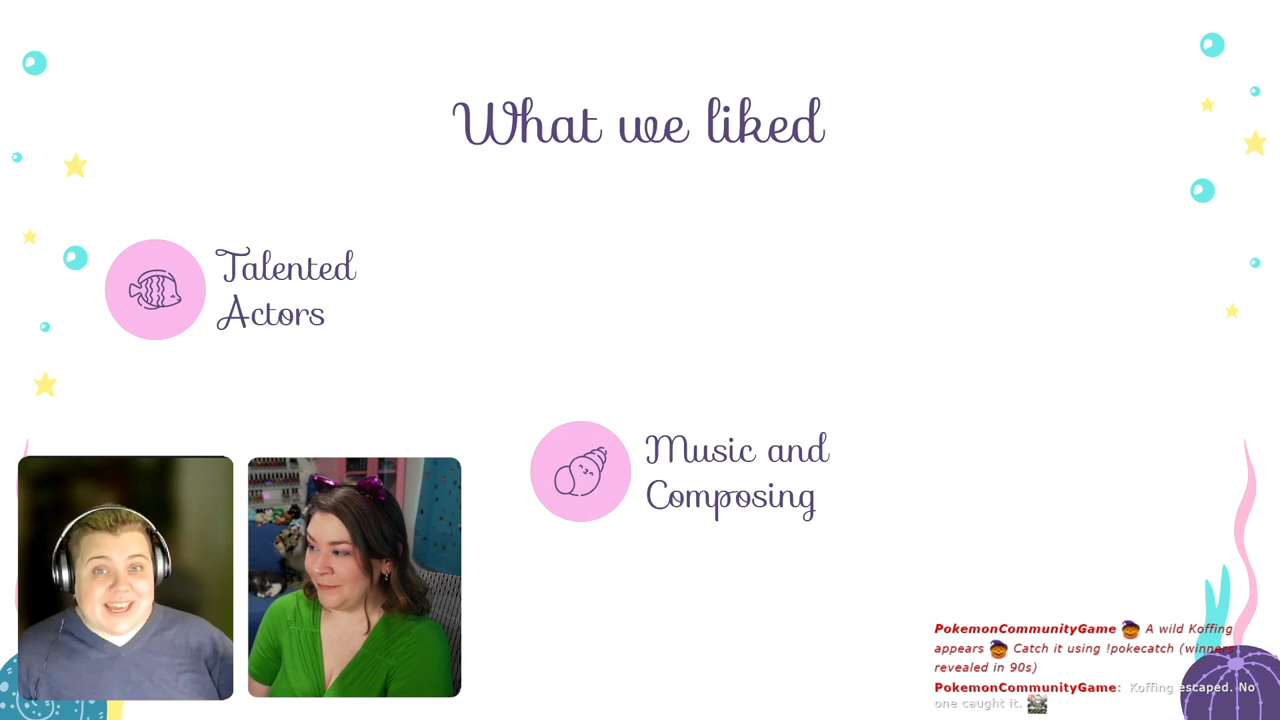 What we liked
Talented
Actors
Music and
Composing
PokemonCommunityGame A wild Koffing
appears Catch it using !pokecatch (winners
revealed in 90s)
PokemonCommunityGame: Koffing escaped. No
one caught it.